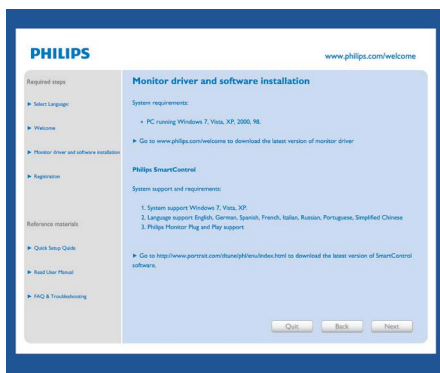 PHILIPS
www.philips.com/welcome
Required steps
Select Language:
Welcome
Monitor driver and software installation
Registration
Reference materials
Quick Setup Quide
Read User Manual
FAQ & Troubleshooting
Monitor driver and software installation
System requirements:
• PC running Windows 7, Vista, XP, 2000, 98.
Go to www.philips.com/welcome to download the latest version of monitor driver
Philips SmartControl
System support and requirements:
1. System support Windows 7, Vista, XP.
2. Language support English, German, Spanish, French, Italian, Russian, Portuguese, Simplified Chinese
3. Philips Monitor Plug and Play support
Go to http://www.portrait.com/dtune/phl/enu/index.html to download the latest version of SmartControl
software.
Quit
Back
Next